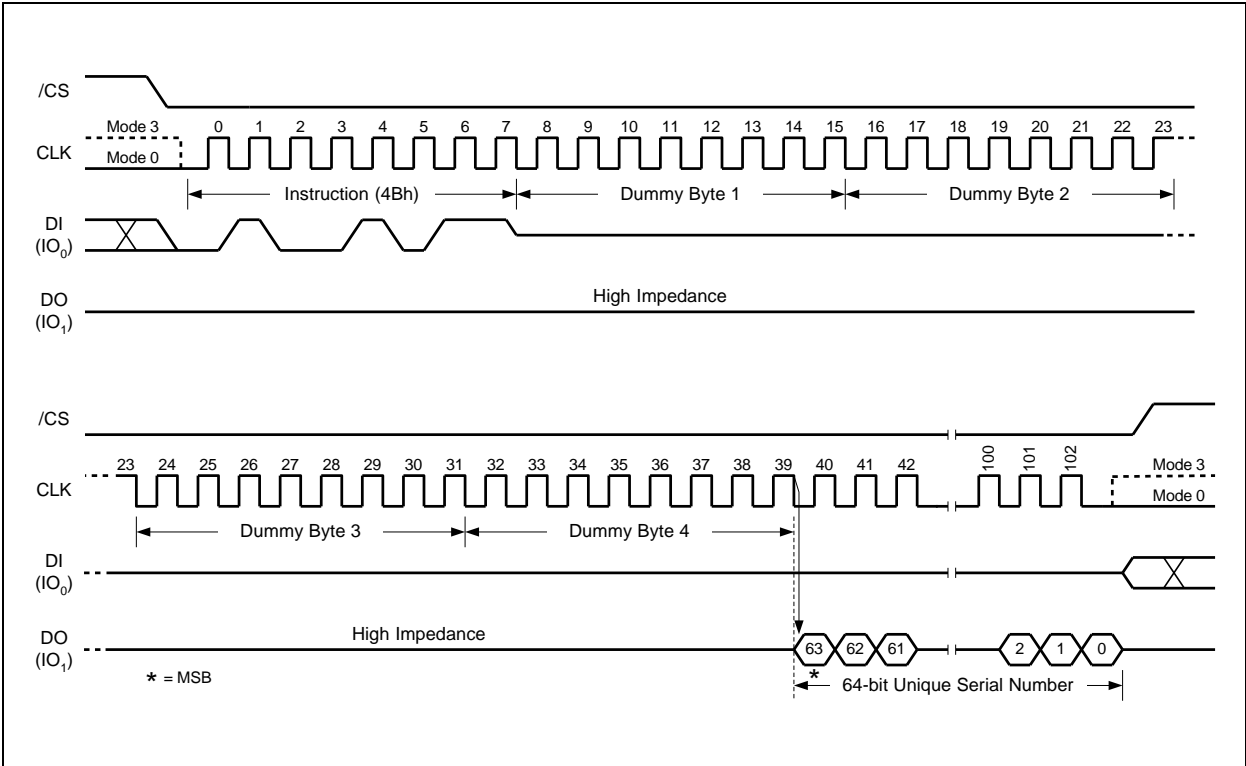 /CS
Mode 3
0 1 2 3 4 5 6 7 8 9 10 11 12 13 14 15 16 17 18 19 20 21 22 23
CLK
Mode 0
Instruction (4Bh)
Dummy Byte 1
Dummy Byte 2
DI
(IO0)
High Impedance
DO
(IO1)
/CS
23 24 25 26 27 28 29 30 31 32 33 34 35 36 37 38 39 40 41 42 100 101 102
Mode 3
CLK
Mode 0
Dummy Byte 3
Dummy Byte 4
DI
(IO0)
High Impedance
DO
(IO1)
63 62 61 2 1 0
* = MSB
*
64-bit Unique Serial Number